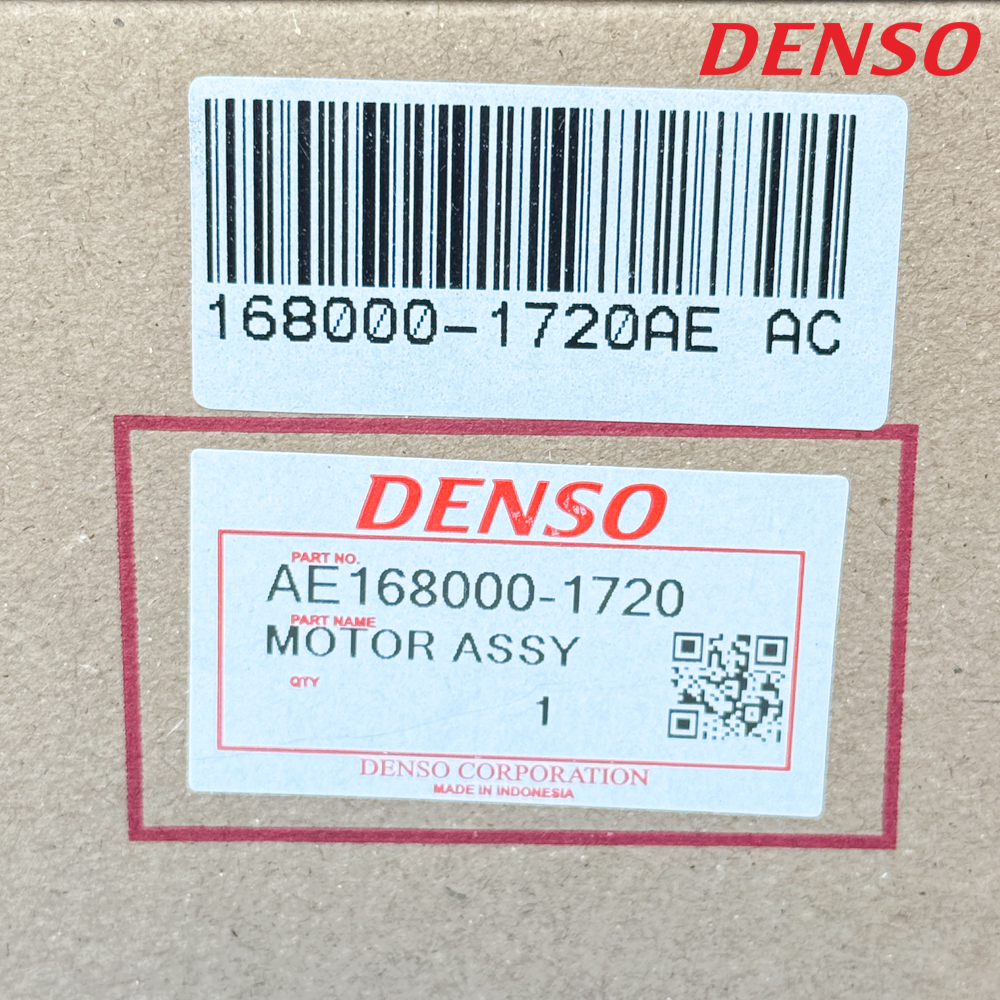 DENSO
168000-1720AE AC
DENSO
PART NO.
AE168000-1720
PART NAME
MOTOR ASSY
QTY
1
DENSO CORPORATION
MADE IN INDONESIA